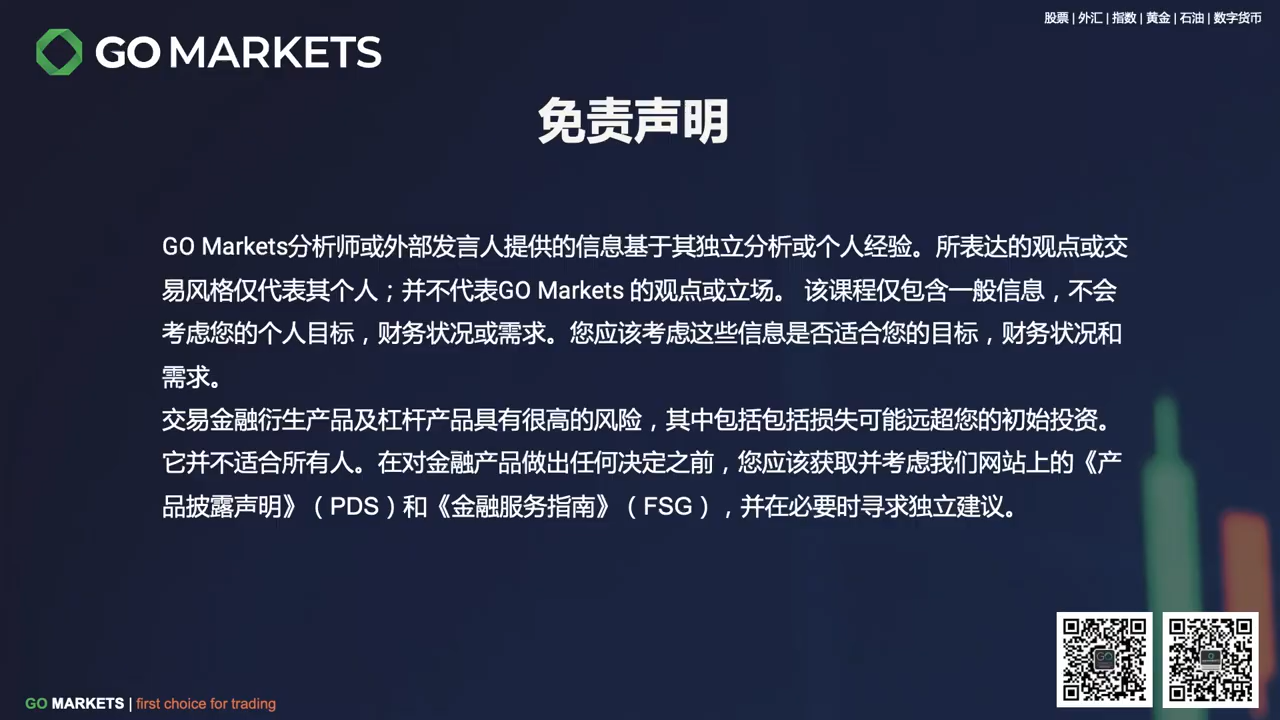 股票 | 外汇 | 指数 | 黄金 | 石油 | 数字货币
GO MARKETS
免责声明
GO Markets分析师或外部发言人提供的信息基于其独立分析或个人经验。所表达的观点或交
易风格仅代表其个人；并不代表GO Markets 的观点或立场。 该课程仅包含一般信息，不会
考虑您的个人目标，财务状况或需求。您应该考虑这些信息是否适合您的目标，财务状况和
需求。
交易金融衍生产品及杠杆产品具有很高的风险，其中包括包括损失可能远超您的初始投资。
它并不适合所有人。在对金融产品做出任何决定之前，您应该获取并考虑我们网站上的《产
品披露声明》（PDS）和《金融服务指南》（FSG），并在必要时寻求独立建议。
GO MARKETS | first choice for trading